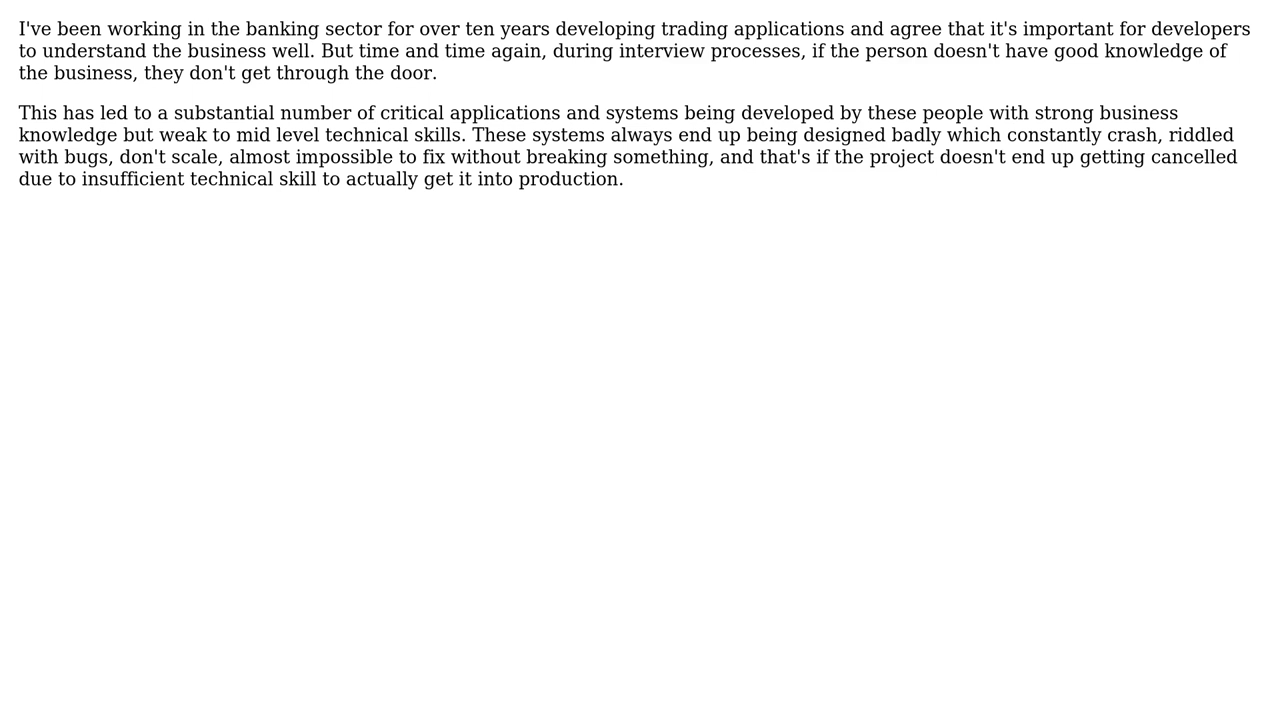 I've been working in the banking sector for over ten years developing trading applications and agree that it's important for developers
to understand the business well. But time and time again, during interview processes, if the person doesn't have good knowledge of
the business, they don't get through the door.
This has led to a substantial number of critical applications and systems being developed by these people with strong business
knowledge but weak to mid level technical skills. These systems always end up being designed badly which constantly crash, riddled
with bugs, don't scale, almost impossible to fix without breaking something, and that's if the project doesn't end up getting cancelled
due to insufficient technical skill to actually get it into production.